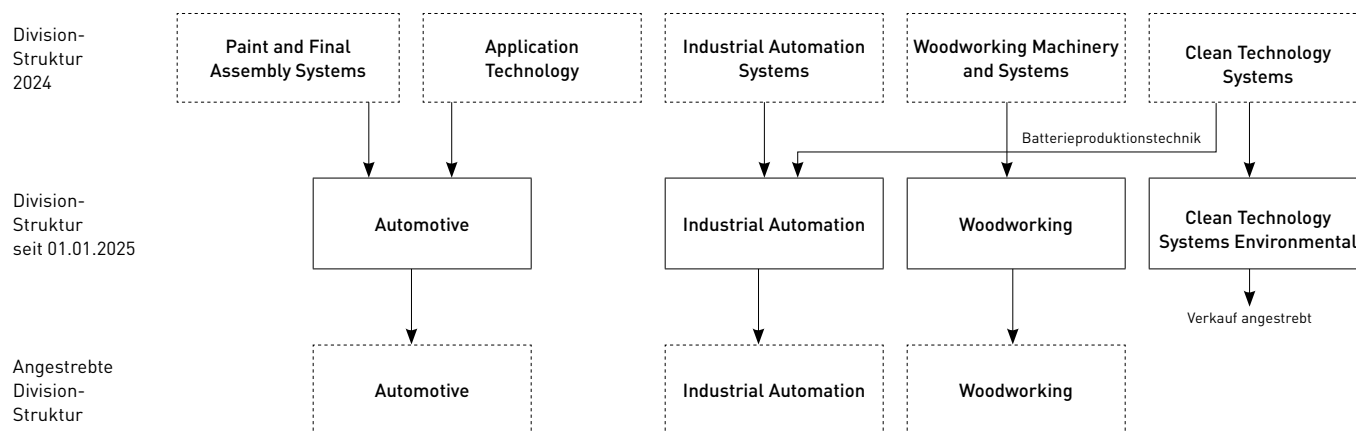 Division-
Struktur
2024
Paint and Final
Assembly Systems
Application
Technology
Industrial Automation
Systems
Woodworking Machinery
and Systems
Clean Technology
Systems
Batterieproduktionstechnik
Division-
Struktur
seit 01.01.2025
Automotive
Industrial Automation
Woodworking
Clean Technology
Systems Environmental
Verkauf angestrebt
Angestrebte
Division-
Struktur
Automotive
Industrial Automation
Woodworking